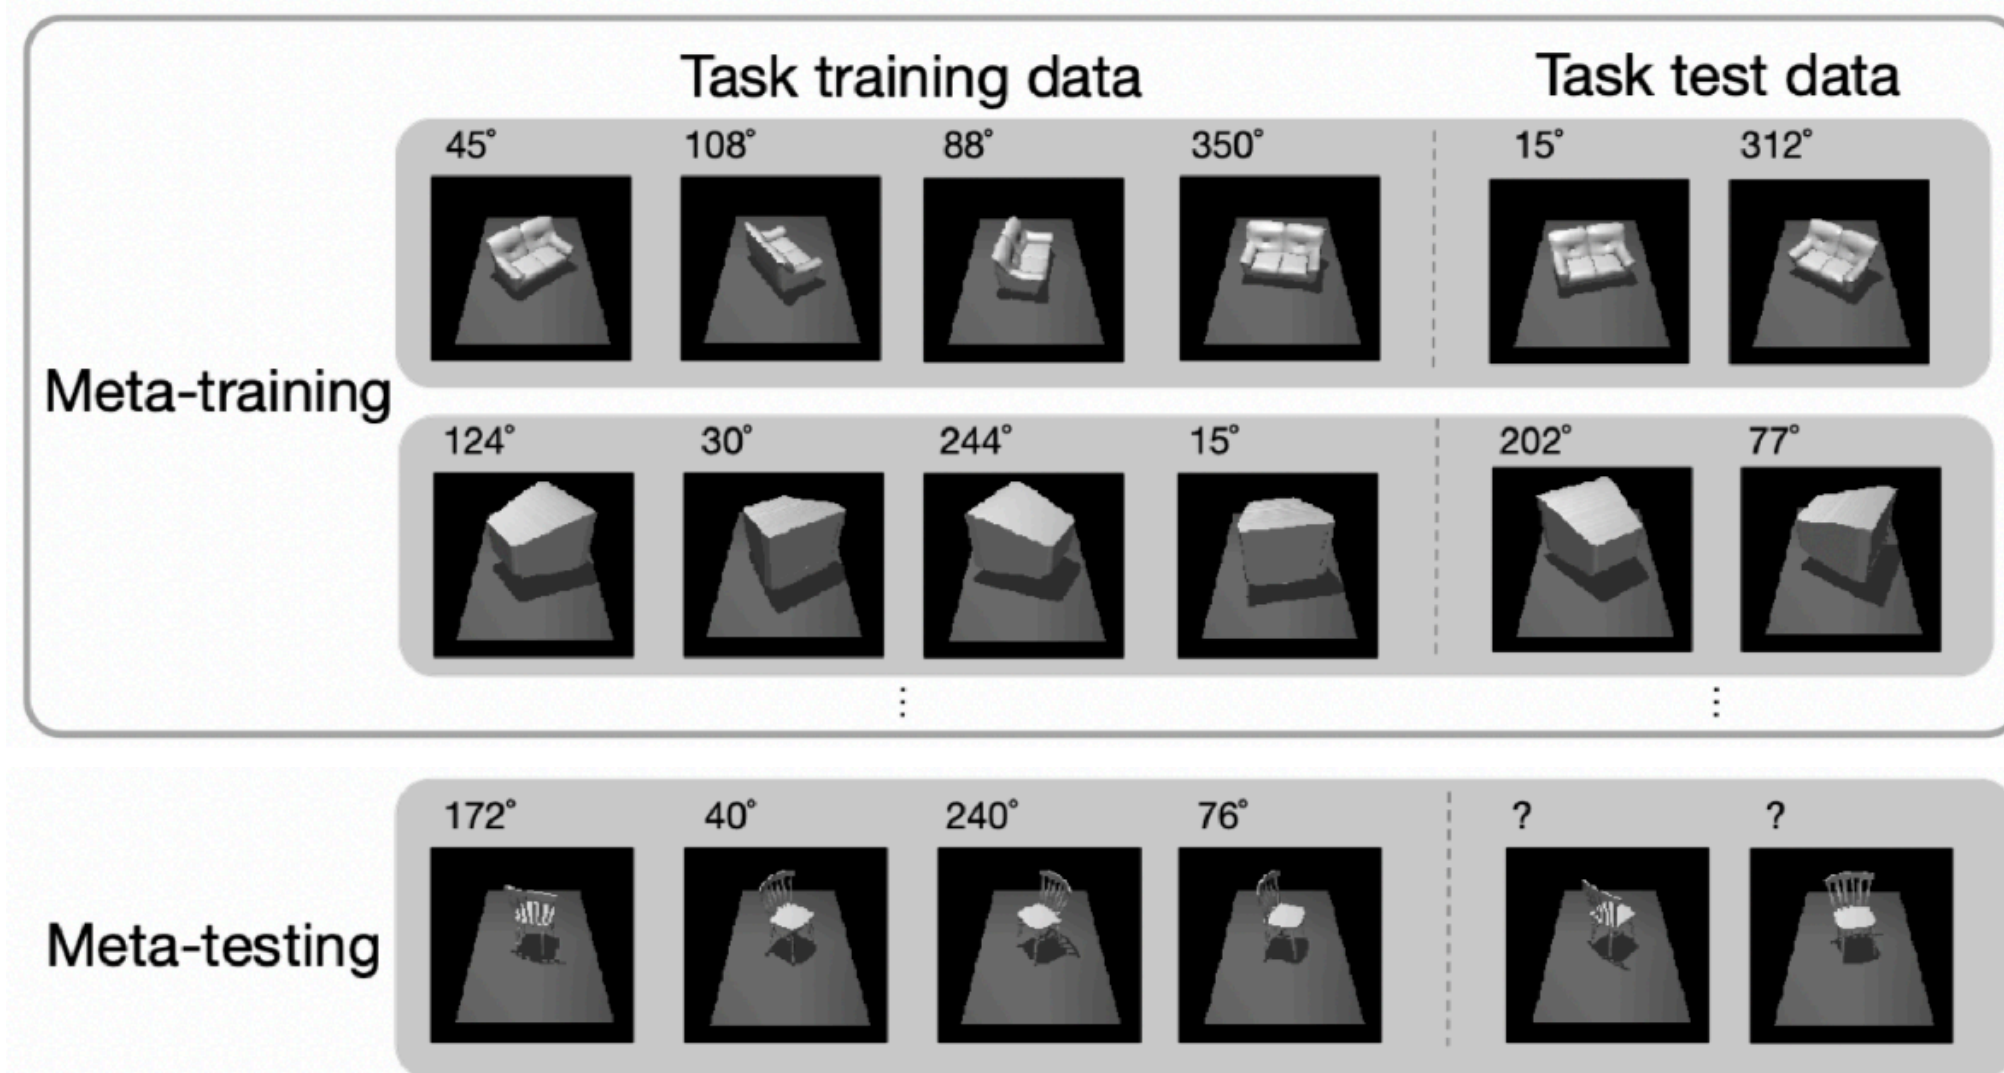 Task training data Task test data
45° 108° 88° 350° 15° 312°
Meta-training
124° 30° 244° 15° 202° 77°
⋮ ⋮
172° 40° 240° 76° ? ?
Meta-testing